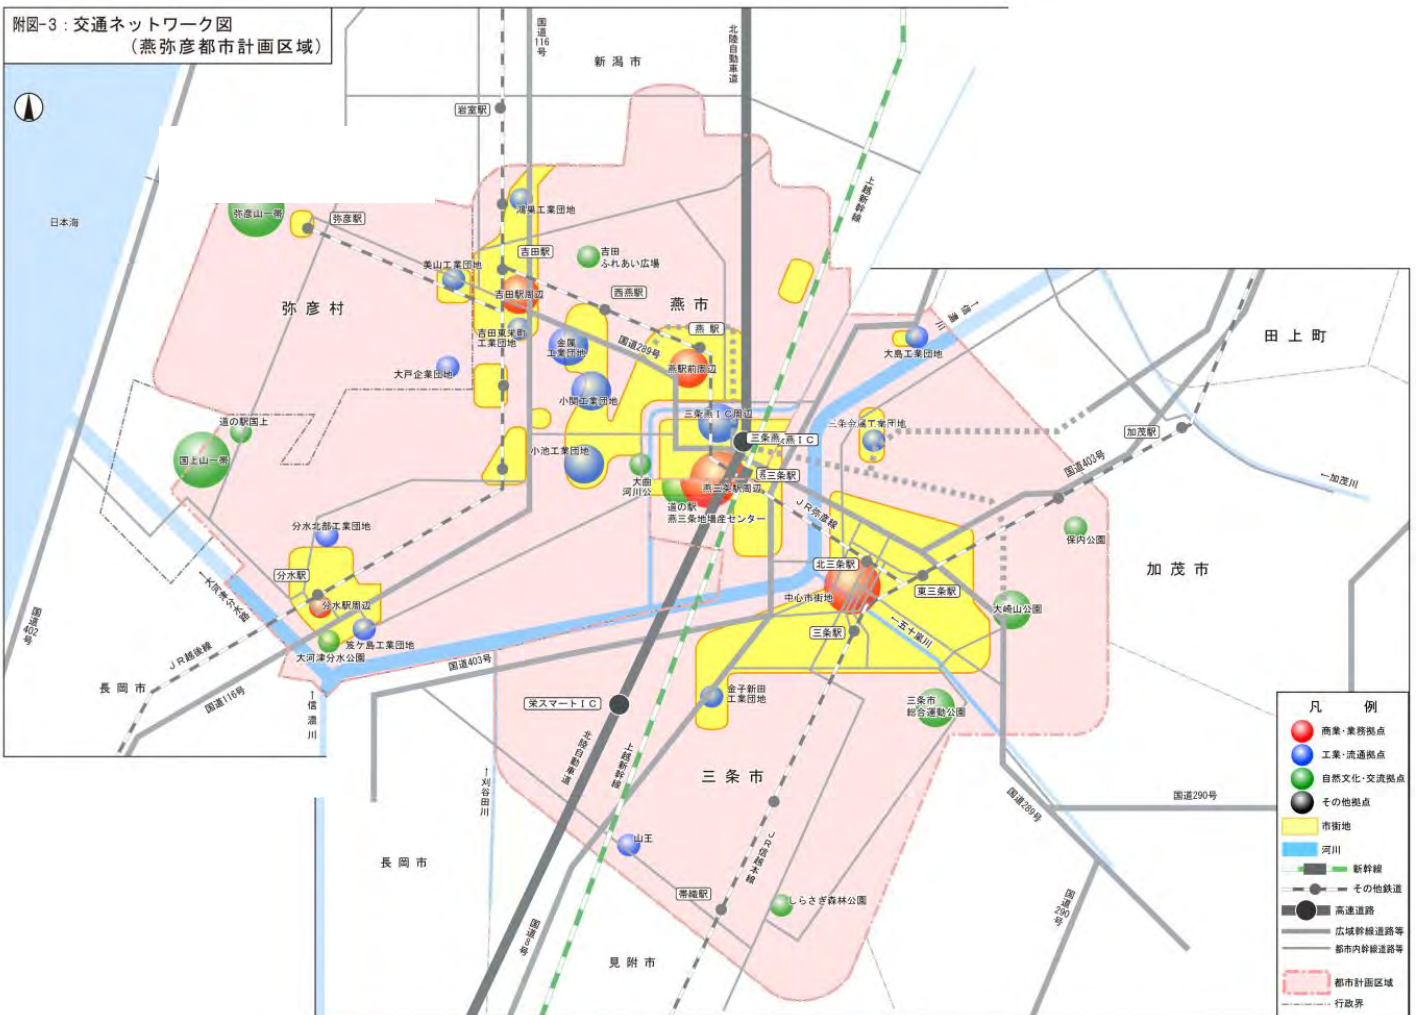 附図-3：交通ネットワーク図
（燕弥彦都市計画区域）
国道116号
北陸自動車道
新潟市
岩室駅
上越新幹線
日本海
弥彦山一帯
弥彦駅
鴻巣工業団地
吉田駅
吉田
ふれあい広場
美山工業団地
吉田駅周辺
西燕駅
燕市
弥彦村
燕駅
吉田東栄町
工業団地
金属
工業団地
国道289号
燕駅前周辺
大戸企業団地
小関工業団地
←信濃川
大島工業団地
田上町
道の駅国上
国上山一帯
三条燕ＩＣ周辺
三条燕ＩＣ
三条金属工業団地
加茂駅
国道403号
←加茂川
小池工業団地
大曲
河川公
燕三条駅周辺
三条駅
道の駅
燕三条地場産センター
ＪＲ弥彦線
保内公園
加茂市
分水北部工業団地
分水駅
分水駅周辺
笈ケ島工業団地
大河津分水公園
←大河津分水路
国道402号
ＪＲ越後線
長岡市
国道116号
←信濃川
国道403号
北三条駅
東三条駅
中心市街地
三条駅
←五十嵐川
大崎山公園
栄スマートＩＣ
金子新田
工業団地
三条市
総合運動公園
北陸自動車道
上越新幹線
三条市
←刈谷田川
国道289号
国道290号
長岡市
山王
ＪＲ信越本線
帯織駅
しらさぎ森林公園
国道8号
見附市
国道290号
凡例
商業・業務拠点
工業・流通拠点
自然文化・交流拠点
その他拠点
市街地
河川
新幹線
その他鉄道
高速道路
広域幹線道路等
都市内幹線道路等
都市計画区域
行政界